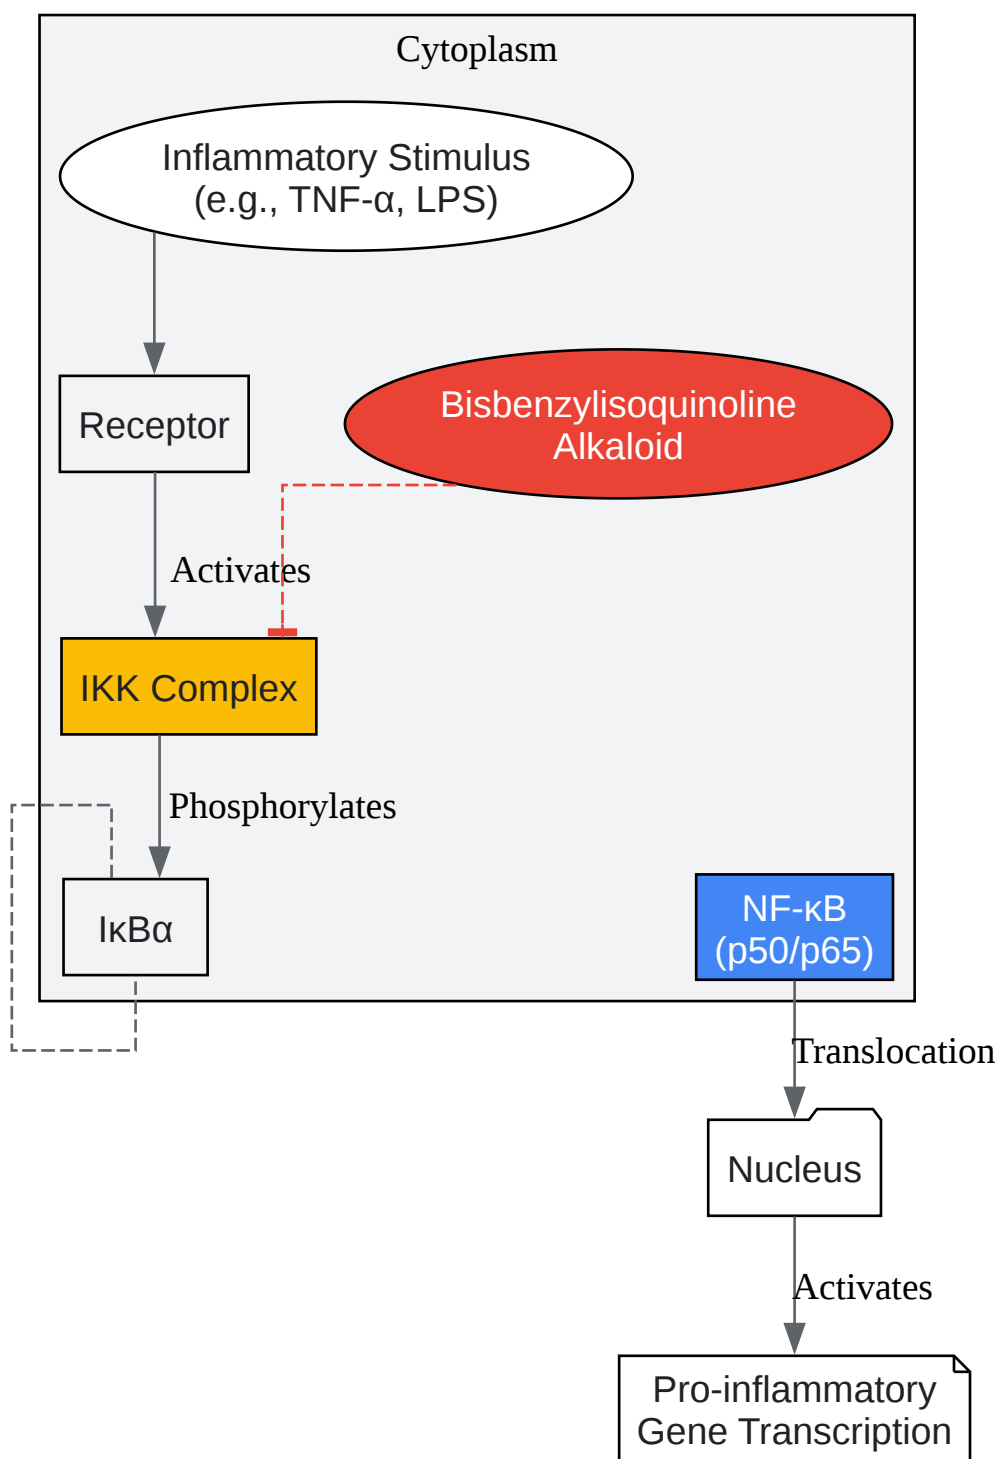 Cytoplasm
Inflammatory Stimulus
(e.g., TNF-α, LPS)
Receptor
Bisbenzylisoquinoline
Alkaloid
Activates
IKK Complex
Phosphorylates
IκBα
NF-κB
(p50/p65)
Translocation
Nucleus
Activates
Pro-inflammatory
Gene Transcription